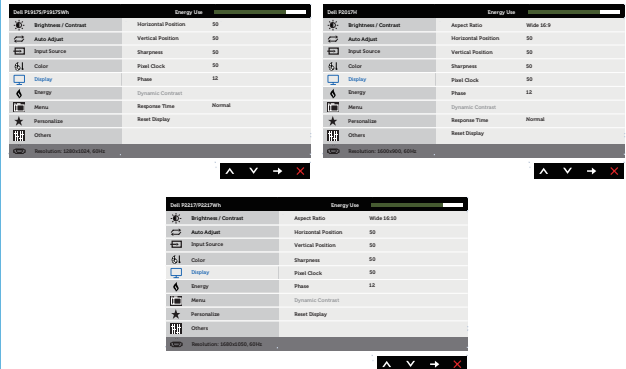 Dell P1917S/P1917SWh Energy Use
Brightness / Contrast Horizontal Position 50
Auto Adjust Vertical Position 50
Input Source Sharpness 50
Color Pixel Clock 50
Display Phase 12
Energy Dynamic Contrast
Menu Response Time Normal
Personalize Reset Display
Others
Resolution: 1280x1024, 60Hz
Dell P2017H Energy Use
Brightness / Contrast Aspect Ratio Wide 16:9
Auto Adjust Horizontal Position 50
Input Source Vertical Position 50
Color Sharpness 50
Display Pixel Clock 50
Energy Phase 12
Menu Dynamic Contrast
Personalize Response Time Normal
Others Reset Display
Resolution: 1600x900, 60Hz
Dell P2217/P2217Wh Energy Use
Brightness / Contrast Aspect Ratio Wide 16:10
Auto Adjust Horizontal Position 50
Input Source Vertical Position 50
Color Sharpness 50
Display Pixel Clock 50
Energy Phase 12
Menu Dynamic Contrast
Personalize Reset Display
Others
Resolution: 1680x1050, 60Hz